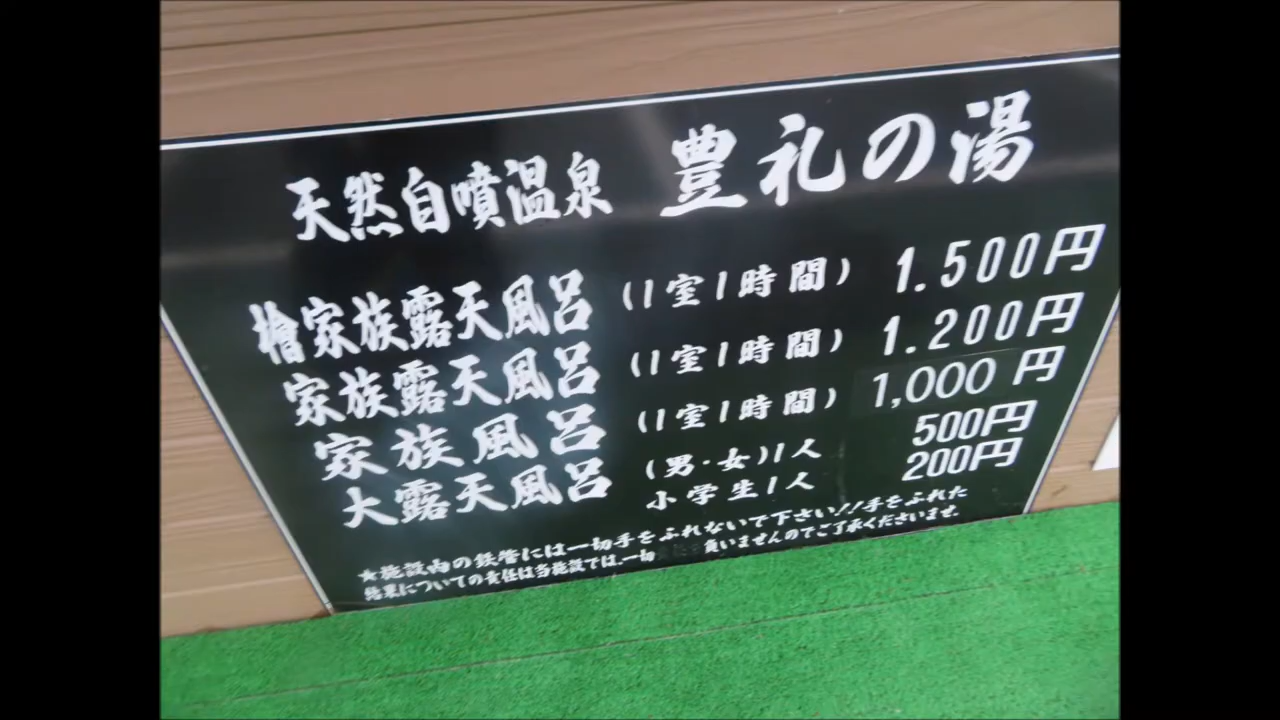 天然自噴温泉 豊礼の湯
檜家族露天風呂 (1室1時間) 1.500円
家族露天風呂 (1室1時間) 1.200円
家族風呂 (1室1時間) 1,000円
大露天風呂 (男・女)1人 500円
小学生1人 200円
★施設内の鉄管には一切手をふれないで下さい!!手をふれた
結果についての責任は当施設では、一切 負いませんのでご了承くださいませ。